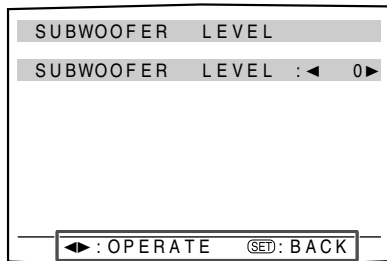 SUBWOOFER LEVEL
SUBWOOFER LEVEL :◄ 0►
◄►:OPERATE SET:BACK